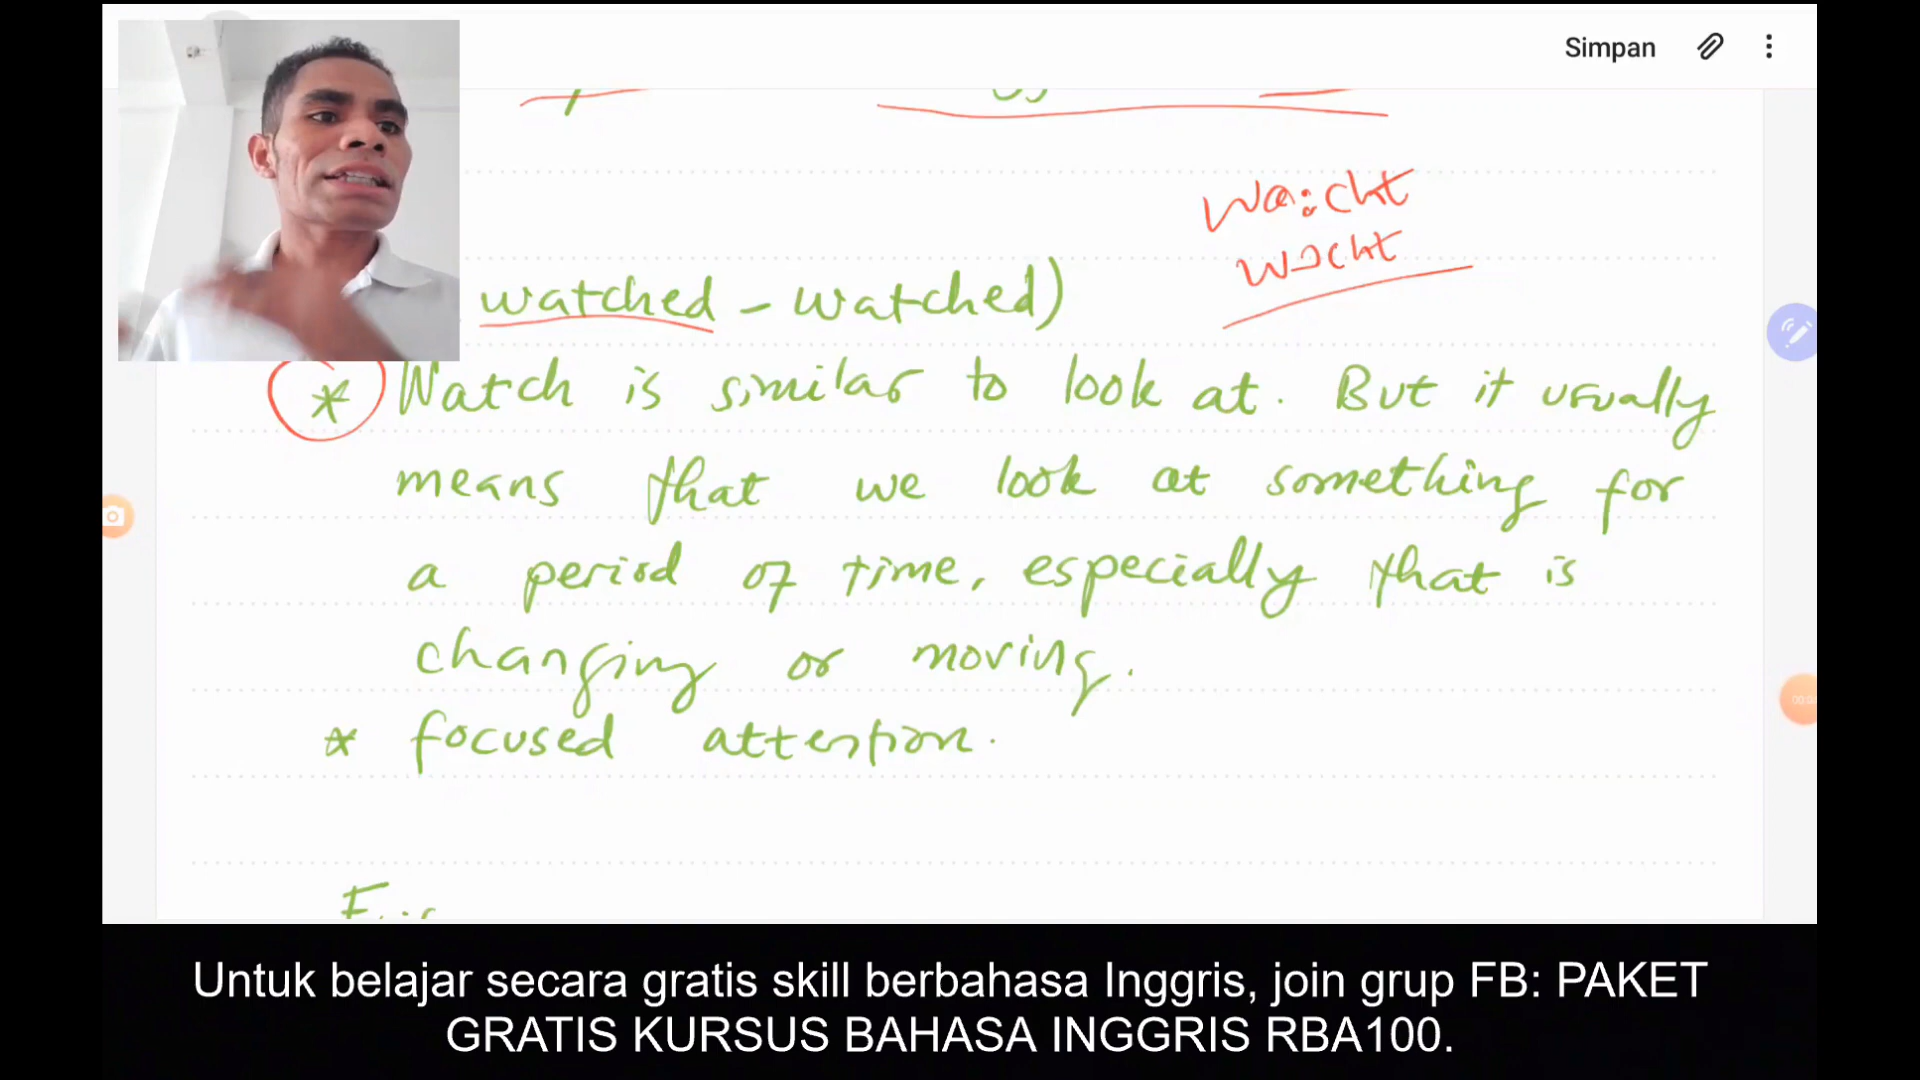 Simpan
wa:cht
wɔcht
watched - watched)
* Watch is similar to look at. But it usually
means that we look at something for
a period of time, especially that is
changing or moving.
* focused attention.
Untuk belajar secara gratis skill berbahasa Inggris, join grup FB: PAKET
GRATIS KURSUS BAHASA INGGRIS RBA100.